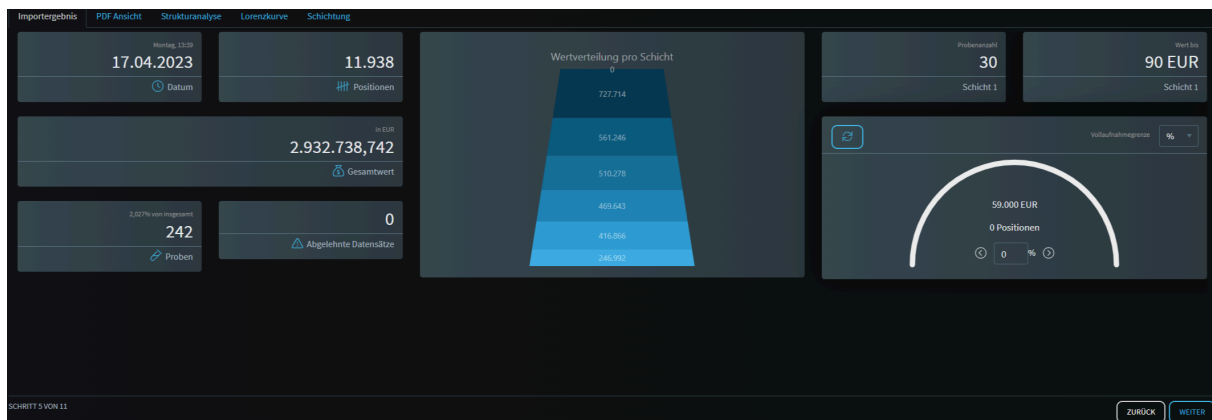 Importergebnis
PDF Ansicht
Strukturanalyse
Lorenzkurve
Schichtung
Montag, 13:59
17.04.2023
Datum
11.938
Positionen
in EUR
2.932.738,742
Gesamtwert
2,027% von insgesamt
242
Proben
0
Abgelehnte Datensätze
Wertverteilung pro Schicht
0
727.714
561.246
510.278
469.643
416.866
246.992
Probenanzahl
30
Schicht 1
Wert bis
90 EUR
Schicht 1
Vollaufnahmegrenze
%
59.000 EUR
0 Positionen
0 %
SCHRITT 5 VON 11
ZURÜCK
WEITER